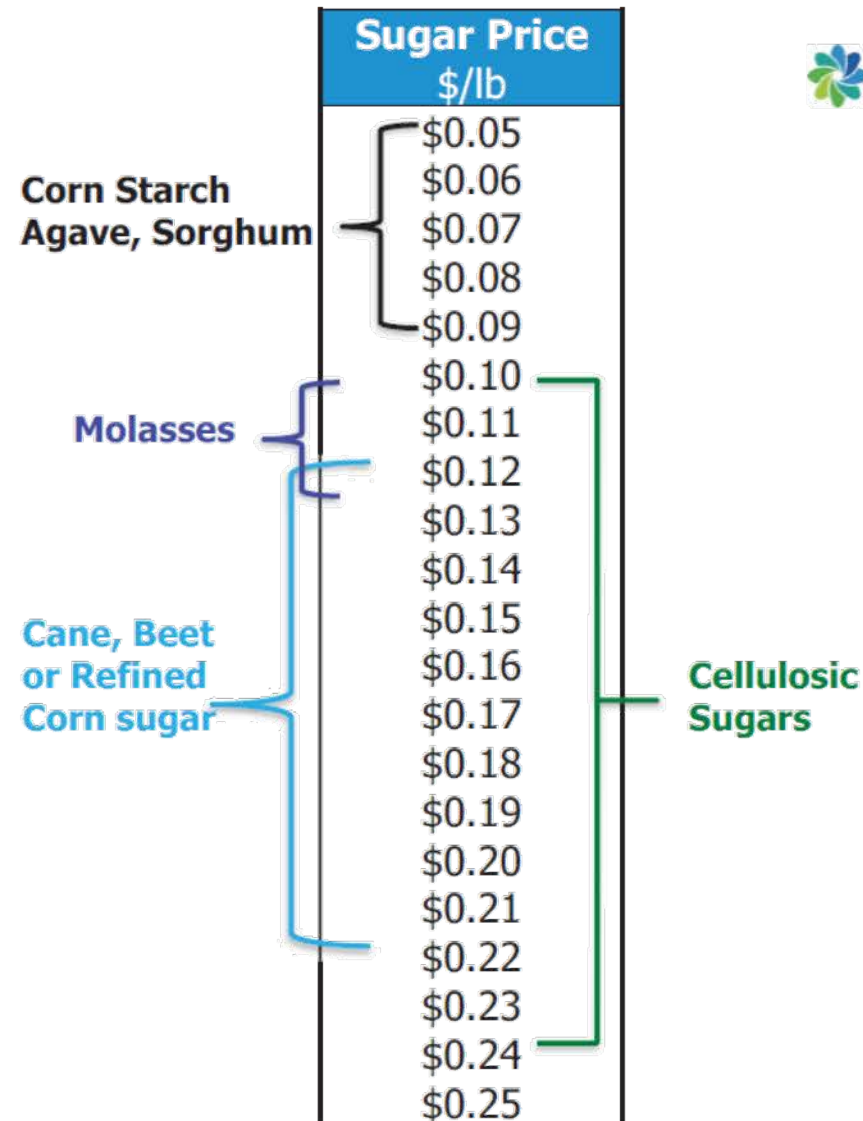 Sugar Price
$/lb
$0.05
$0.06
$0.07
$0.08
$0.09
$0.10
$0.11
$0.12
$0.13
$0.14
$0.15
$0.16
$0.17
$0.18
$0.19
$0.20
$0.21
$0.22
$0.23
$0.24
$0.25
Corn Starch
Agave, Sorghum
Molasses
Cane, Beet
or Refined
Corn sugar
Cellulosic
Sugars